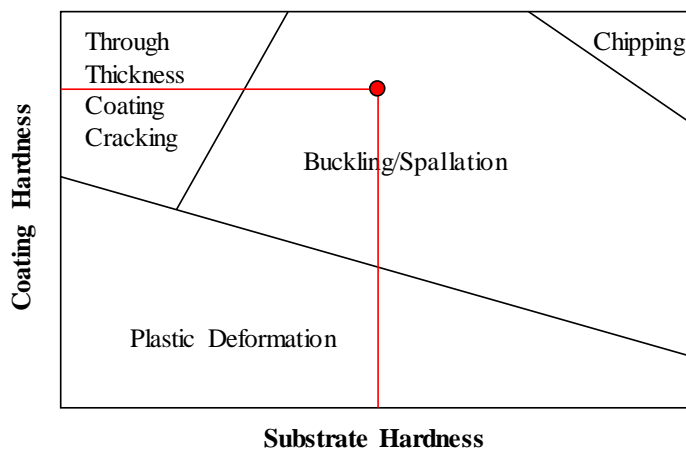 Through
Thickness
Coating
Cracking
Chipping
Buckling/Spallation
Plastic Deformation
Coating Hardness
Substrate Hardness